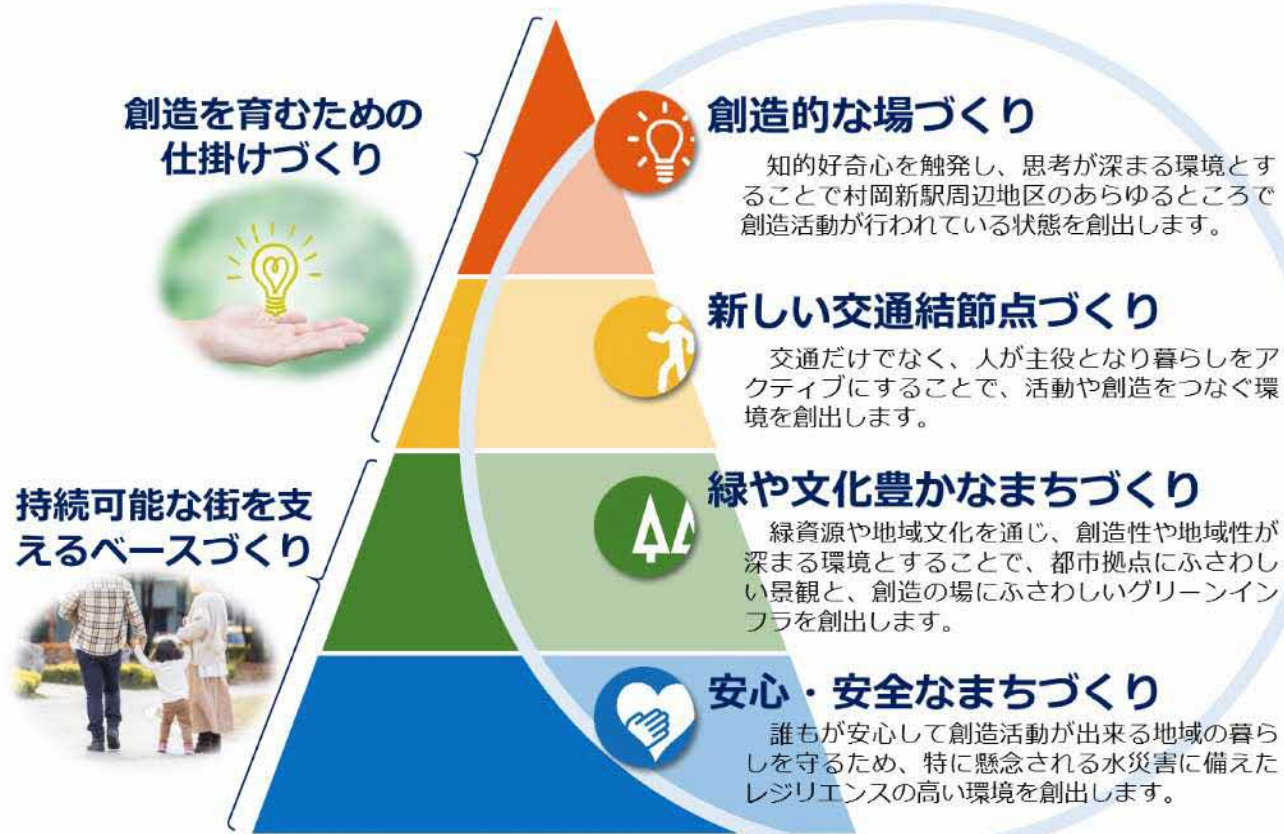 創造を育むための
仕掛けづくり
創造的な場づくり
知的好奇心を触発し、思考が深まる環境とす
ることで村岡新駅周辺地区のあらゆるところで
創造活動が行われている状態を創出します。
新しい交通結節点づくり
交通だけでなく、人が主役となり暮らしをア
クティブにすることで、活動や創造をつなぐ環
境を創出します。
持続可能な街を支
えるベースづくり
緑や文化豊かなまちづくり
緑資源や地域文化を通じ、創造性や地域性が
深まる環境とすることで、都市拠点にふさわし
い景観と、創造の場にふさわしいグリーンイン
フラを創出します。
安心・安全なまちづくり
誰もが安心して創造活動が出来る地域の暮ら
しを守るため、特に懸念される水災害に備えた
レジリエンスの高い環境を創出します。